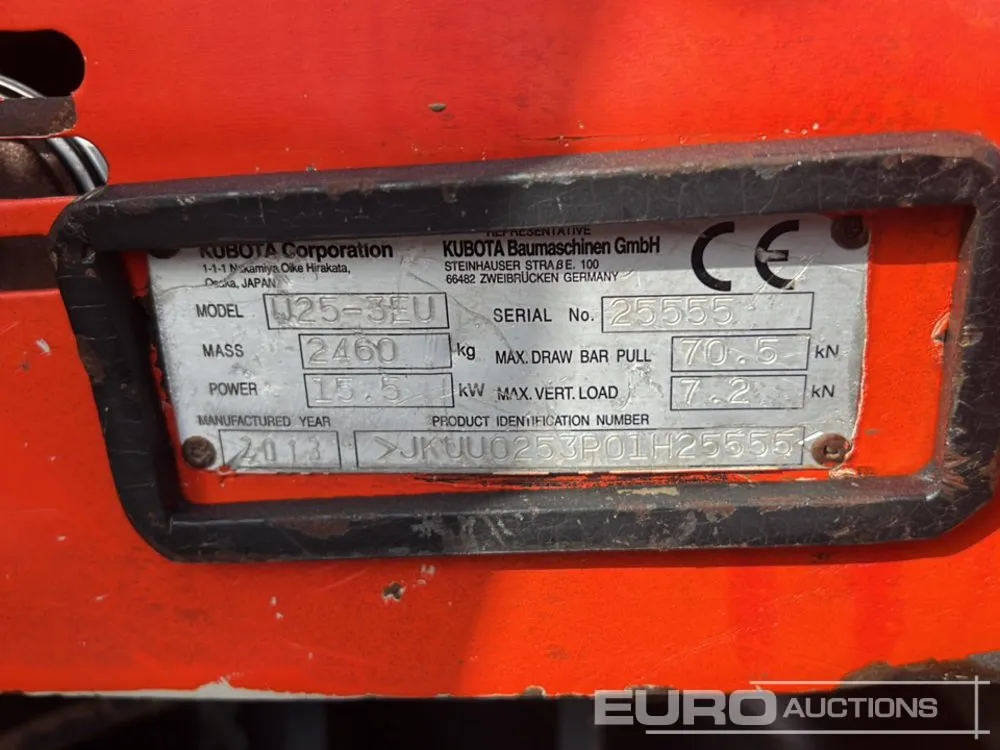 KUBOTA Corporation
1-1-1 Nakamiya Oike Hirakata,
Osaka, JAPAN
REPRESENTATIVE
KUBOTA Baumaschinen GmbH
STEINHAUSER STRAßE. 100
66482 ZWEIBRÜCKEN GERMANY
CE
MODEL U25-3EU SERIAL No. 25555
MASS 2460 kg MAX. DRAW BAR PULL 70.5 kN
POWER 15.5 kW MAX. VERT. LOAD 7.2 kN
MANUFACTURED YEAR PRODUCT IDENTIFICATION NUMBER
2013 >JKUU0253P01H25555
EURO AUCTIONS